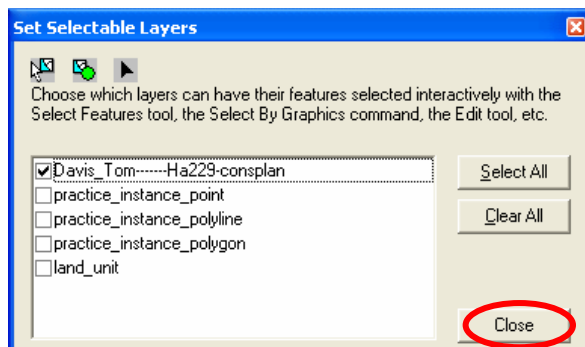 Set Selectable Layers
Choose which layers can have their features selected interactively with the
Select Features tool, the Select By Graphics command, the Edit tool, etc.
Davis_Tom------Ha229-consplan
practice_instance_point
practice_instance_polyline
practice_instance_polygon
land_unit
Select All
Clear All
Close